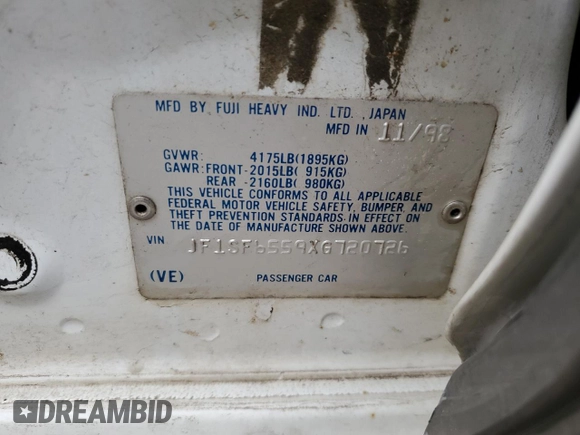 MFD BY FUJI HEAVY IND. LTD., JAPAN
MFD IN 11/98
GVWR: 4175LB(1895KG)
GAWR: FRONT-2015LB( 915KG)
REAR -2160LB( 980KG)
THIS VEHICLE CONFORMS TO ALL APPLICABLE
FEDERAL MOTOR VEHICLE SAFETY, BUMPER, AND
THEFT PREVENTION STANDARDS IN EFFECT ON
THE DATE OF MANUFACTURE SHOWN ABOVE.
VIN JF1SF6559XG720726
(VE) PASSENGER CAR
DREAMBID